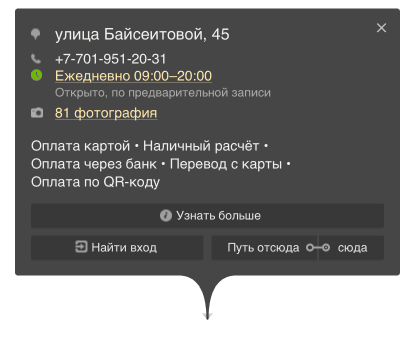 улица Байсеитовой, 45
+7-701-951-20-31
Ежедневно 09:00–20:00
Открыто, по предварительной записи
81 фотография
Оплата картой • Наличный расчёт •
Оплата через банк • Перевод с карты •
Оплата по QR-коду
Узнать больше
Найти вход
Путь отсюда сюда